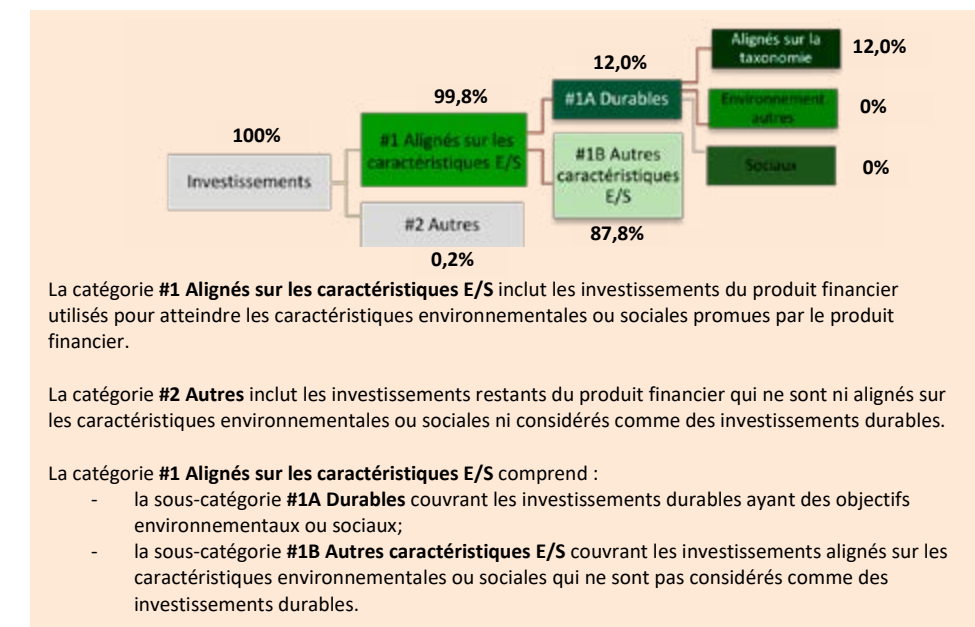 Alignés sur la
taxonomie
12,0%
12,0%
99,8%
#1A Durables
Environnement
autres
0%
100%
#1 Alignés sur les
caractéristiques E/S
#1B Autres
caractéristiques
E/S
Sociaux
0%
Investissements
#2 Autres
87,8%
0,2%
La catégorie #1 Alignés sur les caractéristiques E/S inclut les investissements du produit financier
utilisés pour atteindre les caractéristiques environnementales ou sociales promues par le produit
financier.
La catégorie #2 Autres inclut les investissements restants du produit financier qui ne sont ni alignés sur
les caractéristiques environnementales ou sociales ni considérés comme des investissements durables.
La catégorie #1 Alignés sur les caractéristiques E/S comprend :
- la sous-catégorie #1A Durables couvrant les investissements durables ayant des objectifs
environnementaux ou sociaux;
- la sous-catégorie #1B Autres caractéristiques E/S couvrant les investissements alignés sur les
caractéristiques environnementales ou sociales qui ne sont pas considérés comme des
investissements durables.